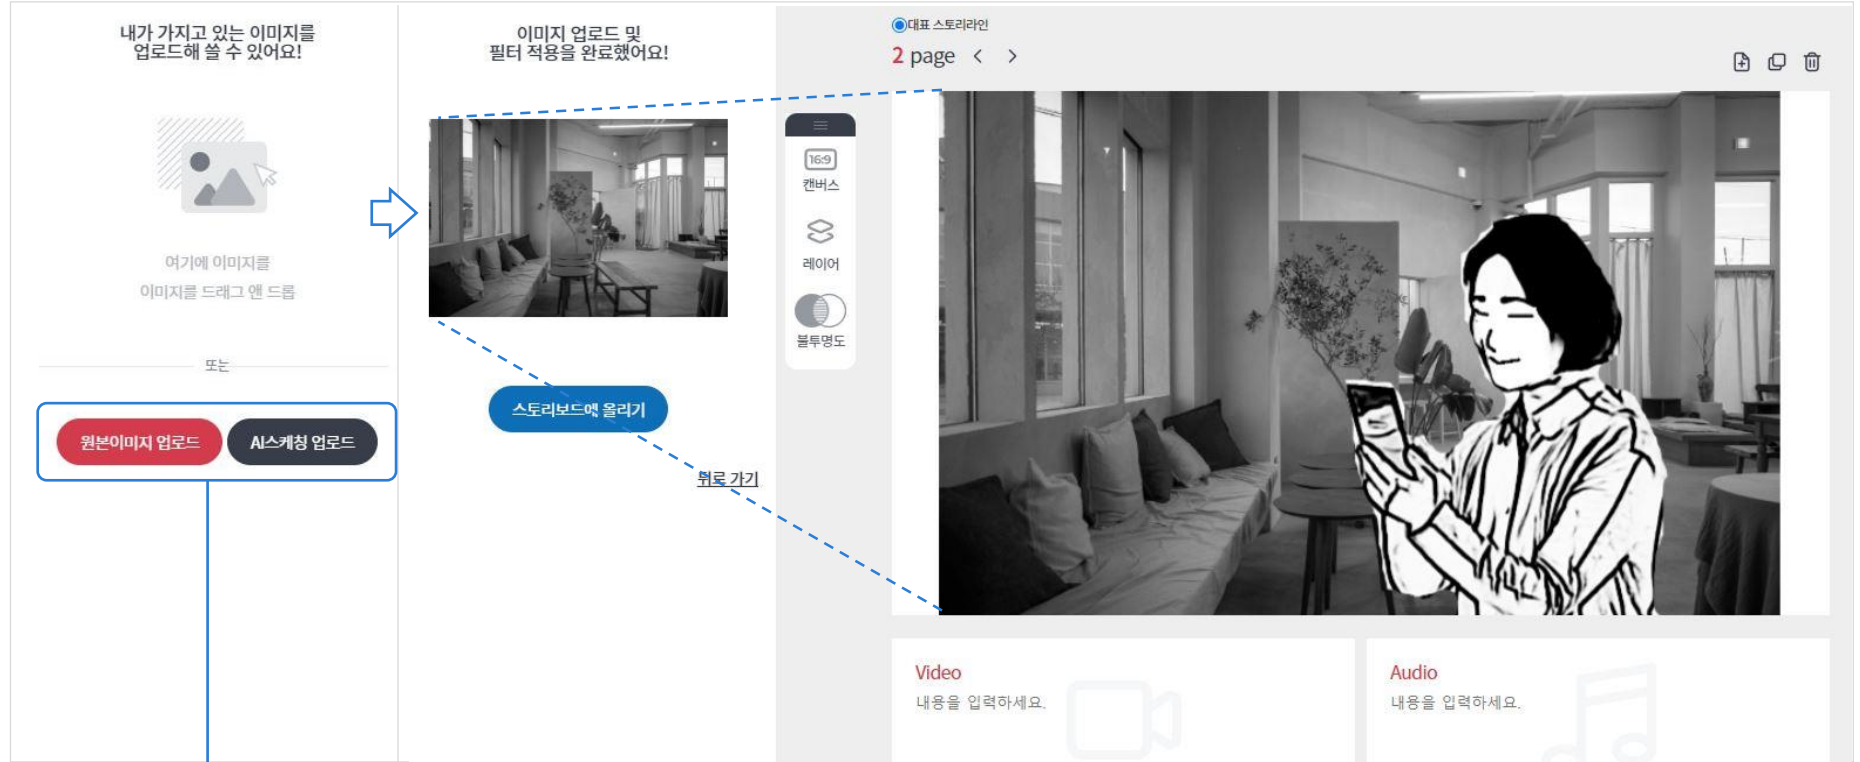 내가 가지고 있는 이미지를
업로드해 쓸 수 있어요!
여기에 이미지를
이미지를 드래그 앤 드롭
또는
원본이미지 업로드
AI스케칭 업로드
이미지 업로드 및
필터 적용을 완료했어요!
스토리보드에 올리기
뒤로 가기
16:9
캔버스
레이어
불투명도
대표 스토리라인
2 page < >
Video
내용을 입력하세요.
Audio
내용을 입력하세요.